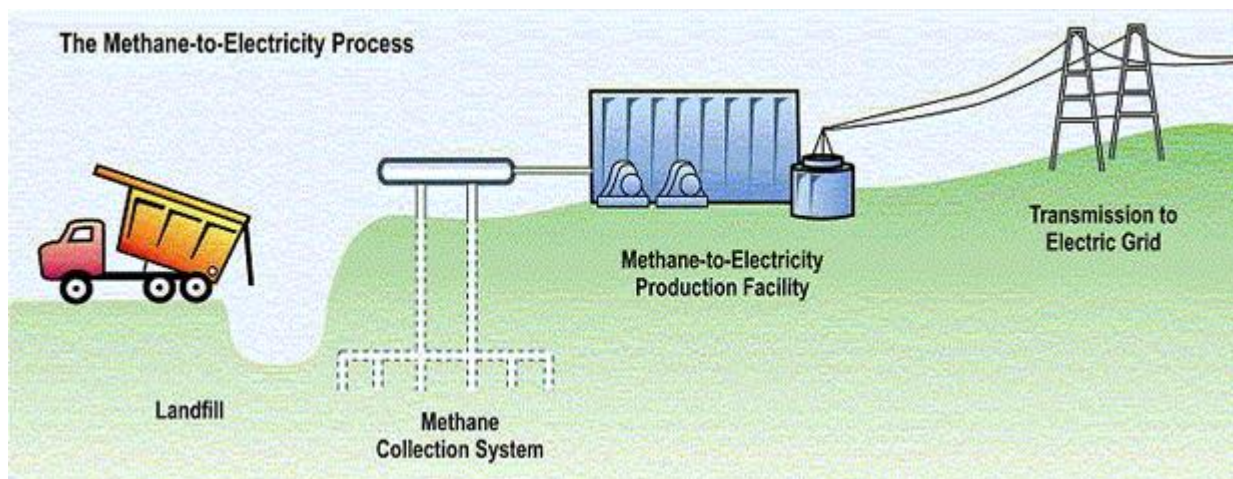 The Methane-to-Electricity Process
Landfill
Methane
Collection System
Methane-to-Electricity
Production Facility
Transmission to
Electric Grid